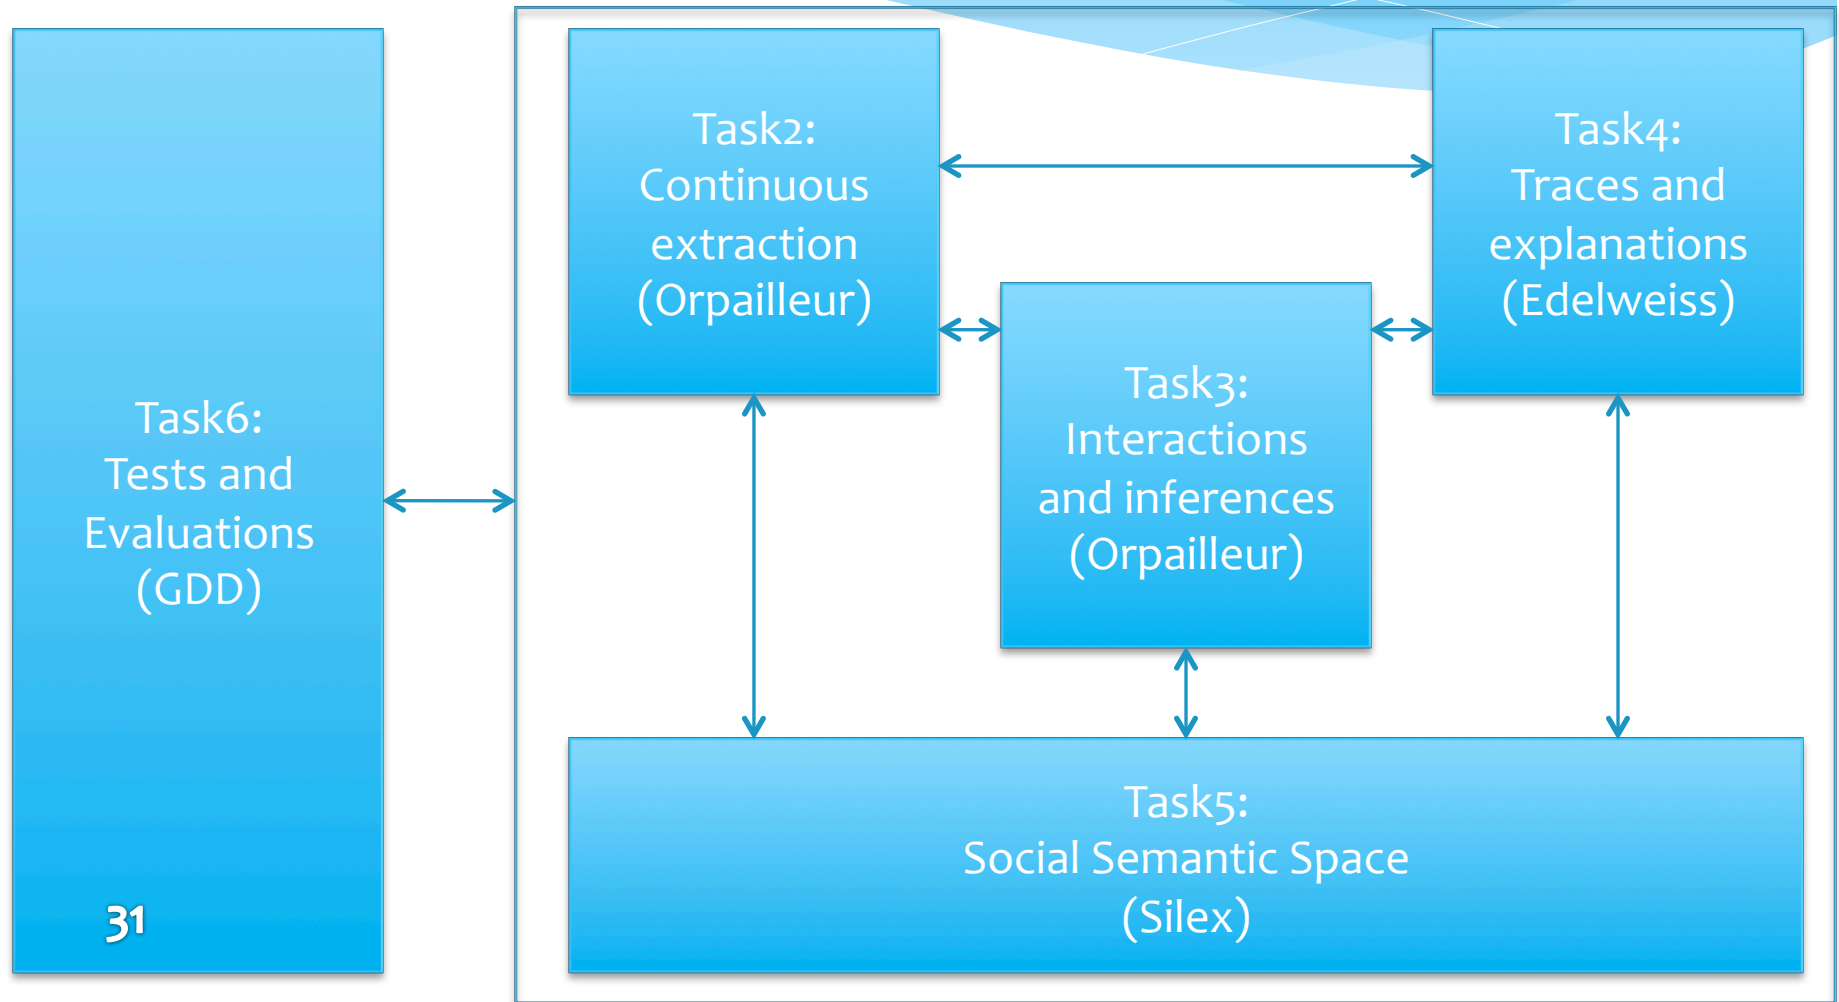 Task6:
Tests and
Evaluations
(GDD)
31
Task2:
Continuous
extraction
(Orpailleur)
Task3:
Interactions
and inferences
(Orpailleur)
Task4:
Traces and
explanations
(Edelweiss)
Task5:
Social Semantic Space
(Silex)